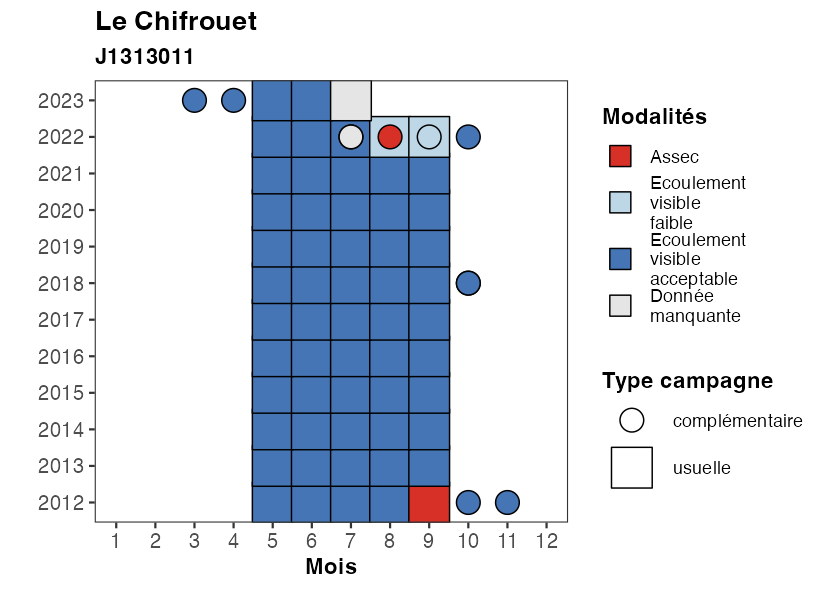 Le Chifrouet
J1313011
2023
2022
2021
2020
2019
2018
2017
2016
2015
2014
2013
2012
1 2 3 4 5 6 7 8 9 10 11 12
Mois
Modalités
Assec
Ecoulement
visible
faible
Ecoulement
visible
acceptable
Donnée
manquante
Type campagne
complémentaire
usuelle